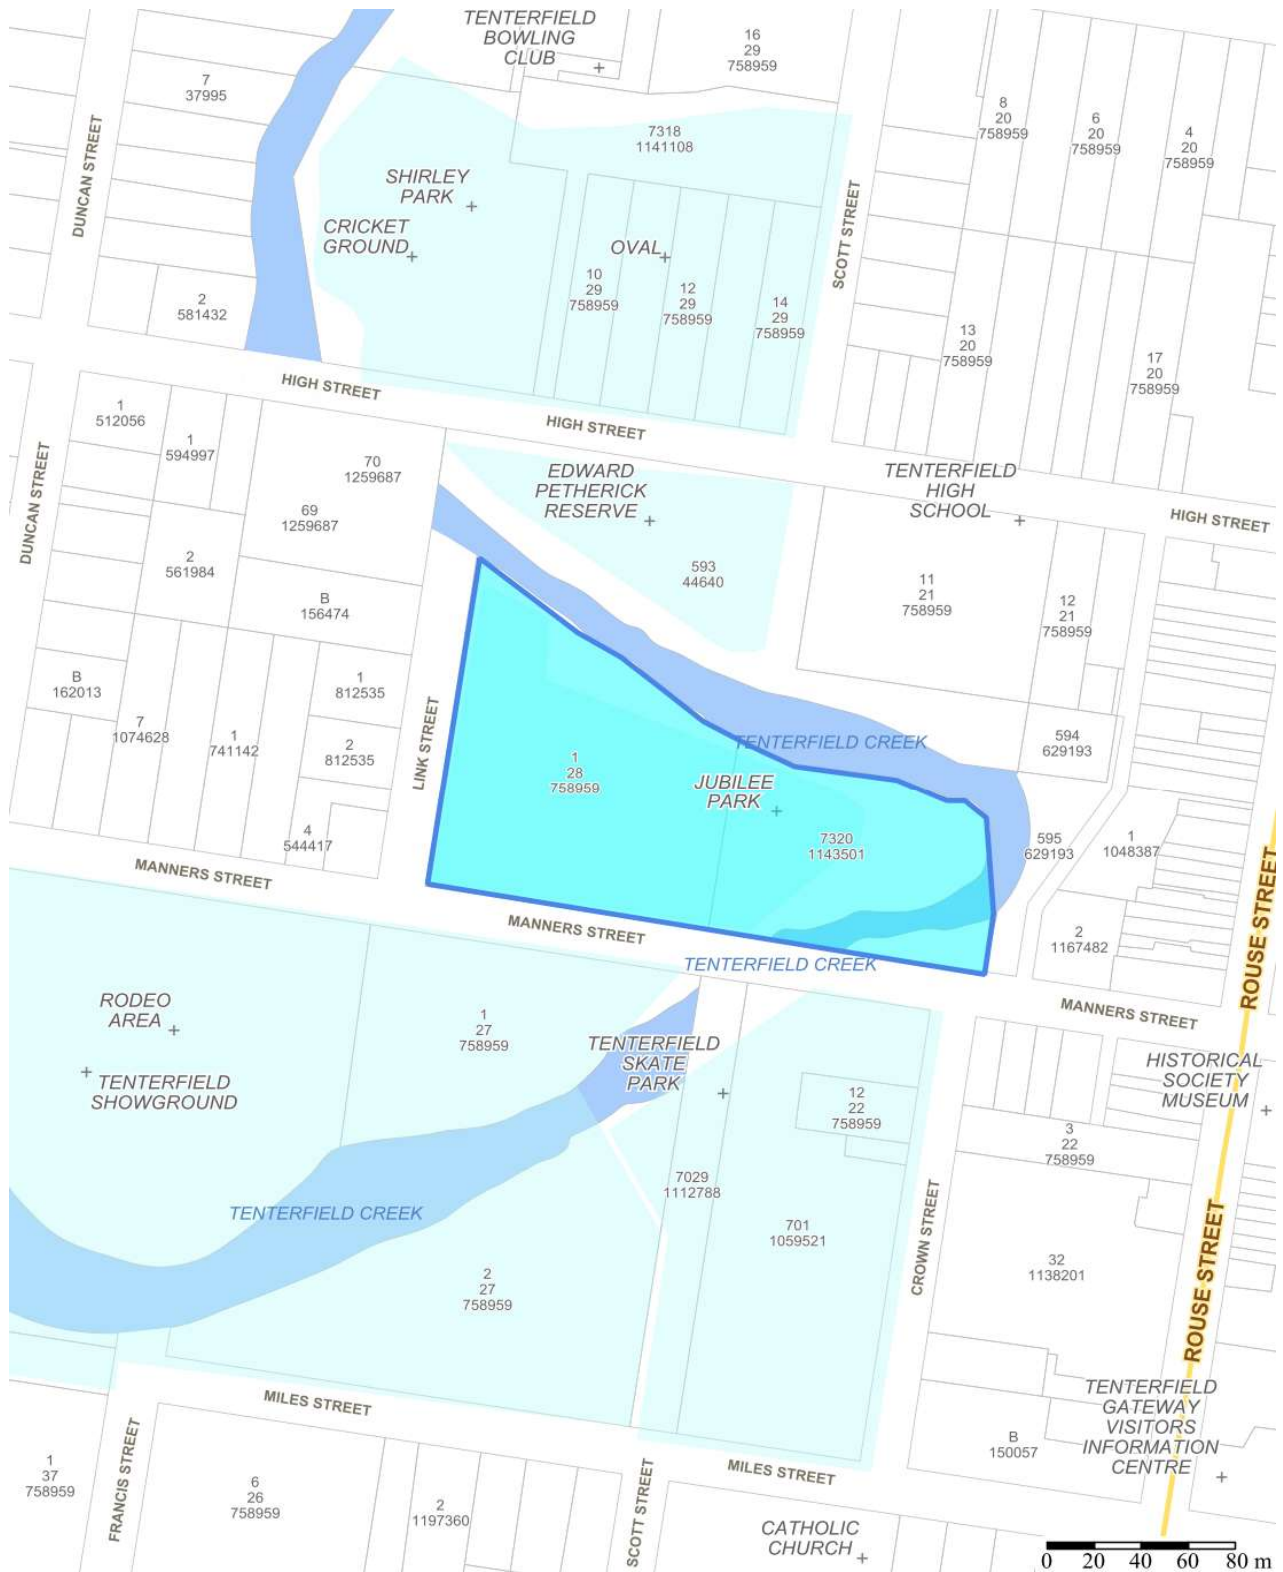 TENTERFIELD
BOWLING
CLUB
16
29
758959
7
37995
8
20
758959
6
20
758959
4
20
758959
7318
1141108
DUNCAN STREET
SHIRLEY
PARK
CRICKET
GROUND
OVAL
SCOTT STREET
10
29
758959
12
29
758959
14
29
758959
2
581432
13
20
758959
17
20
758959
HIGH STREET
HIGH STREET
1
512056
1
594997
70
1259687
69
1259687
EDWARD
PETHERICK
RESERVE
TENTERFIELD
HIGH
SCHOOL
HIGH STREET
DUNCAN STREET
2
561984
B
156474
593
44640
11
21
758959
12
21
758959
B
162013
7
1074628
1
741142
1
812535
2
812535
4
544417
LINK STREET
1
28
758959
TENTERFIELD CREEK
JUBILEE
PARK
7320
1143501
594
629193
595
629193
1
1048387
2
1167482
MANNERS STREET
MANNERS STREET
TENTERFIELD CREEK
MANNERS STREET
ROUSE STREET
RODEO
AREA
TENTERFIELD
SHOWGROUND
1
27
758959
TENTERFIELD
SKATE
PARK
12
22
758959
HISTORICAL
SOCIETY
MUSEUM
3
22
758959
7029
1112788
TENTERFIELD CREEK
701
1059521
CROWN STREET
32
1138201
ROUSE STREET
2
27
758959
MILES STREET
MILES STREET
TENTERFIELD
GATEWAY
VISITORS
INFORMATION
CENTRE
B
150057
1
37
758959
FRANCIS STREET
6
26
758959
2
1197360
SCOTT STREET
CATHOLIC
CHURCH
0 20 40 60 80 m